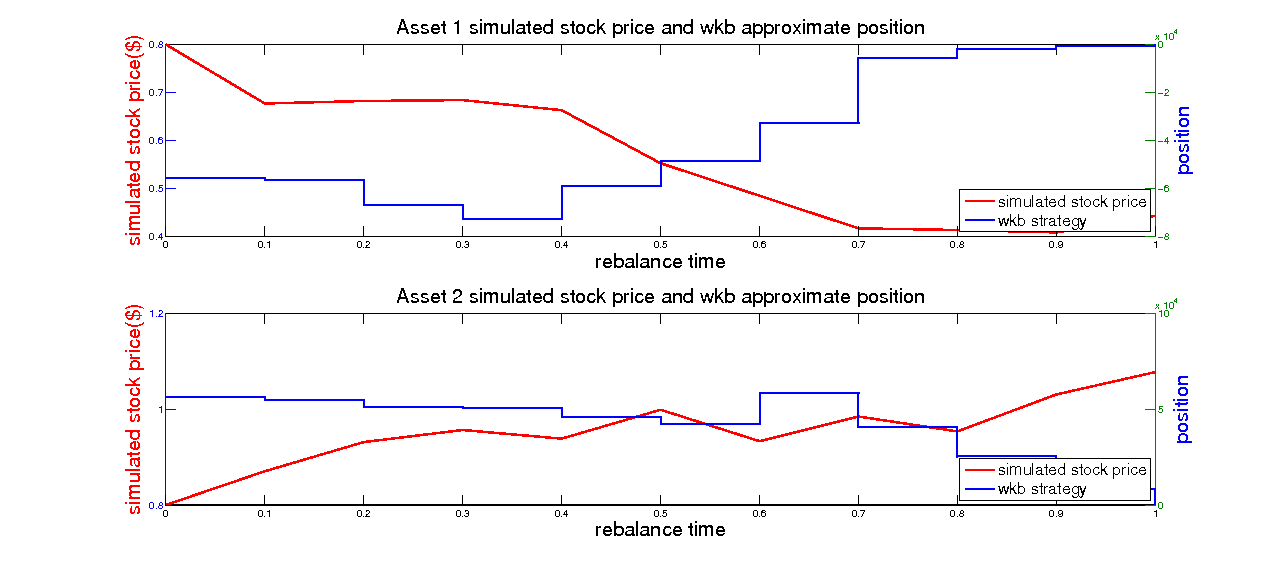 Asset 1 simulated stock price and wkb approximate position
x 10^4
simulated stock price($)
0.8
0.7
0.6
0.5
0.4
0
-2
-4
-6
-8
position
simulated stock price
wkb strategy
0 0.1 0.2 0.3 0.4 0.5 0.6 0.7 0.8 0.9 1
rebalance time
Asset 2 simulated stock price and wkb approximate position
x 10^4
simulated stock price($)
1.2
1
0.8
10
5
0
position
simulated stock price
wkb strategy
0 0.1 0.2 0.3 0.4 0.5 0.6 0.7 0.8 0.9 1
rebalance time